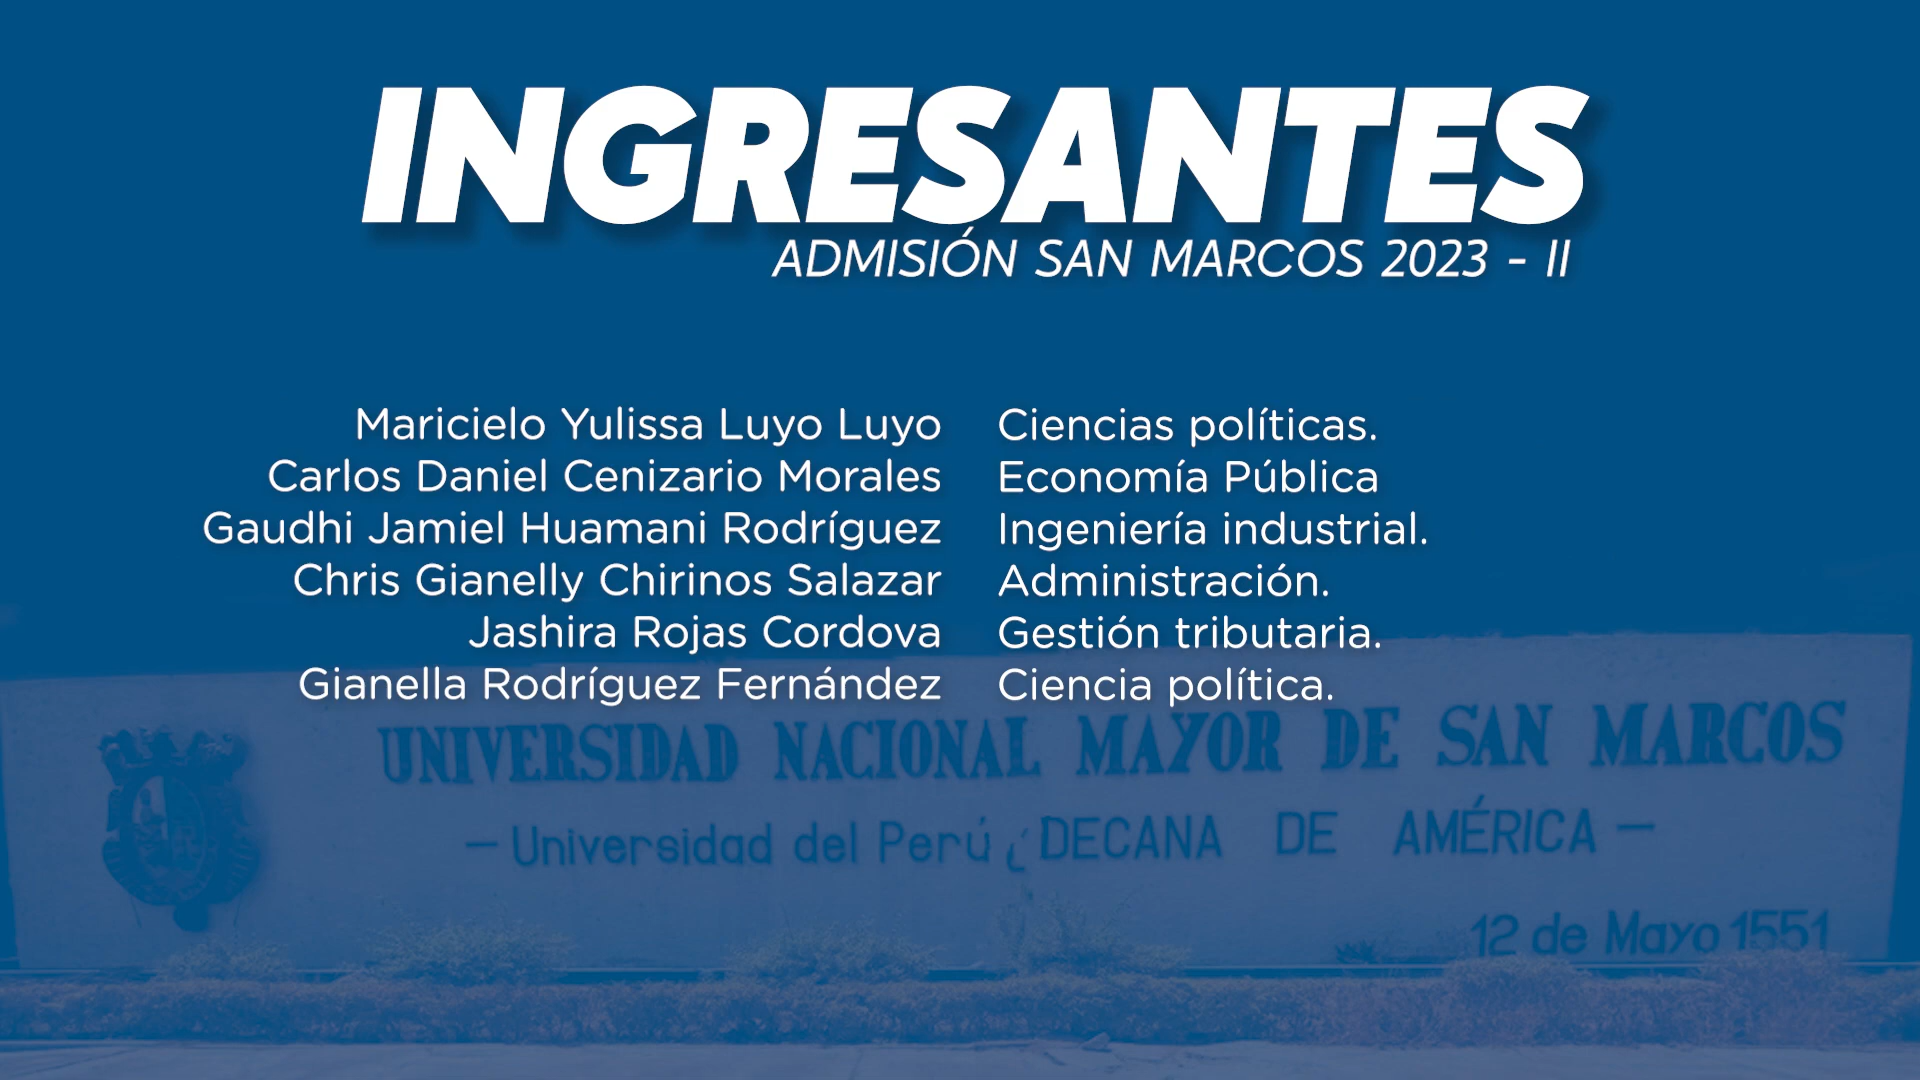 INGRESANTES
ADMISIÓN SAN MARCOS 2023 - II
Maricielo Yulissa Luyo Luyo Ciencias políticas.
Carlos Daniel Cenizario Morales Economía Pública
Gaudhi Jamiel Huamani Rodríguez Ingeniería industrial.
Chris Gianelly Chirinos Salazar Administración.
Jashira Rojas Cordova Gestión tributaria.
Gianella Rodríguez Fernández Ciencia política.
UNIVERSIDAD NACIONAL MAYOR DE SAN MARCOS
— Universidad del Perú, DECANA DE AMÉRICA —
12 de Mayo 1551